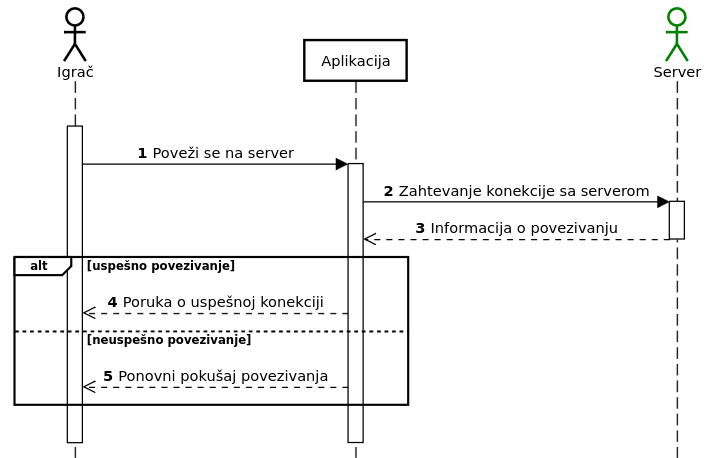 Igrač
Aplikacija
Server
1 Poveži se na server
2 Zahtevanje konekcije sa serverom
3 Informacija o povezivanju
alt
[uspešno povezivanje]
4 Poruka o uspešnoj konekciji
[neuspešno povezivanje]
5 Ponovni pokušaj povezivanja